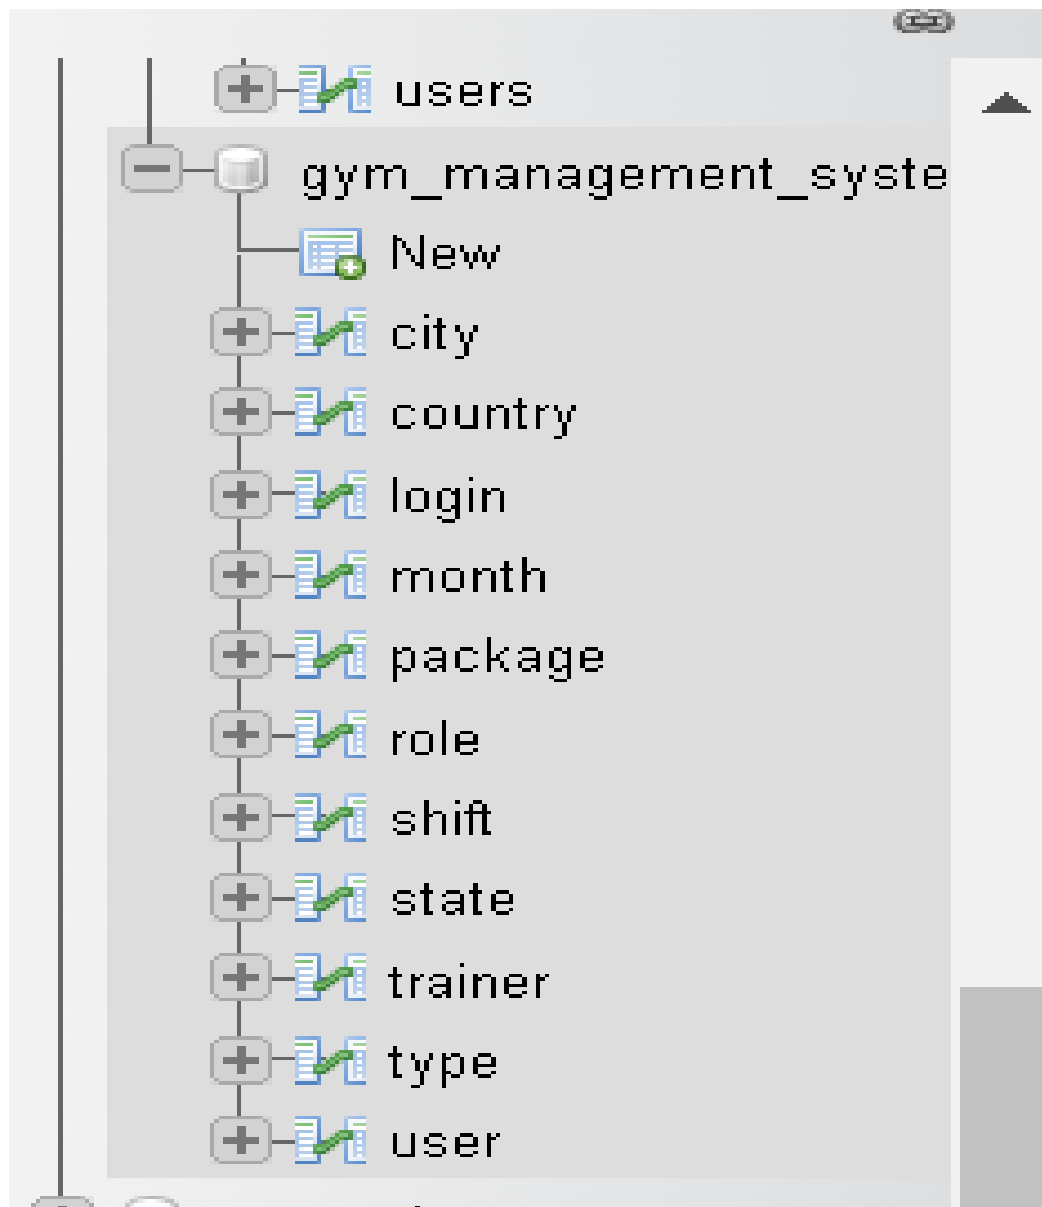 users
gym_management_syste
New
city
country
login
month
package
role
shift
state
trainer
type
user